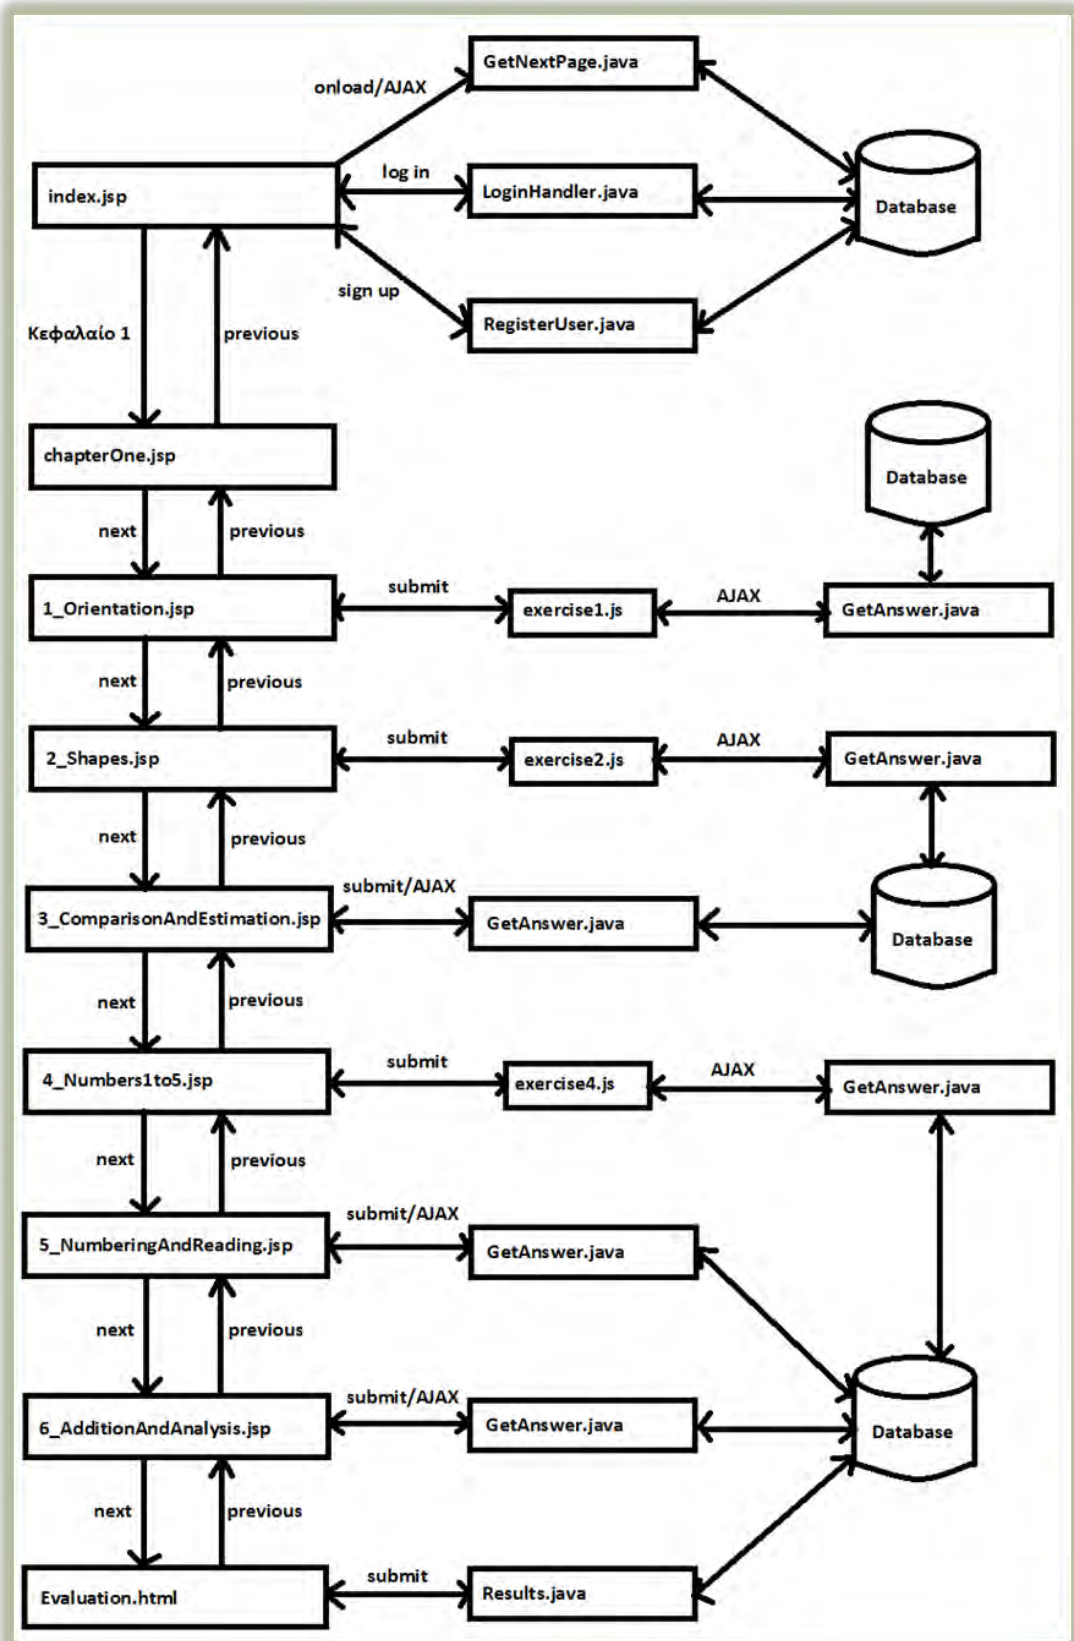 GetNextPage.java
onload/AJAX
log in
index.jsp
LoginHandler.java
Database
sign up
RegisterUser.java
Κεφαλαίο 1
previous
chapterOne.jsp
Database
next
previous
submit
AJAX
1_Orientation.jsp
exercise1.js
GetAnswer.java
next
previous
submit
AJAX
2_Shapes.jsp
exercise2.js
GetAnswer.java
next
previous
submit/AJAX
3_ComparisonAndEstimation.jsp
GetAnswer.java
Database
next
previous
submit
AJAX
4_Numbers1to5.jsp
exercise4.js
GetAnswer.java
next
previous
submit/AJAX
5_NumberingAndReading.jsp
GetAnswer.java
next
previous
submit/AJAX
6_AdditionAndAnalysis.jsp
GetAnswer.java
Database
next
previous
submit
Evaluation.html
Results.java